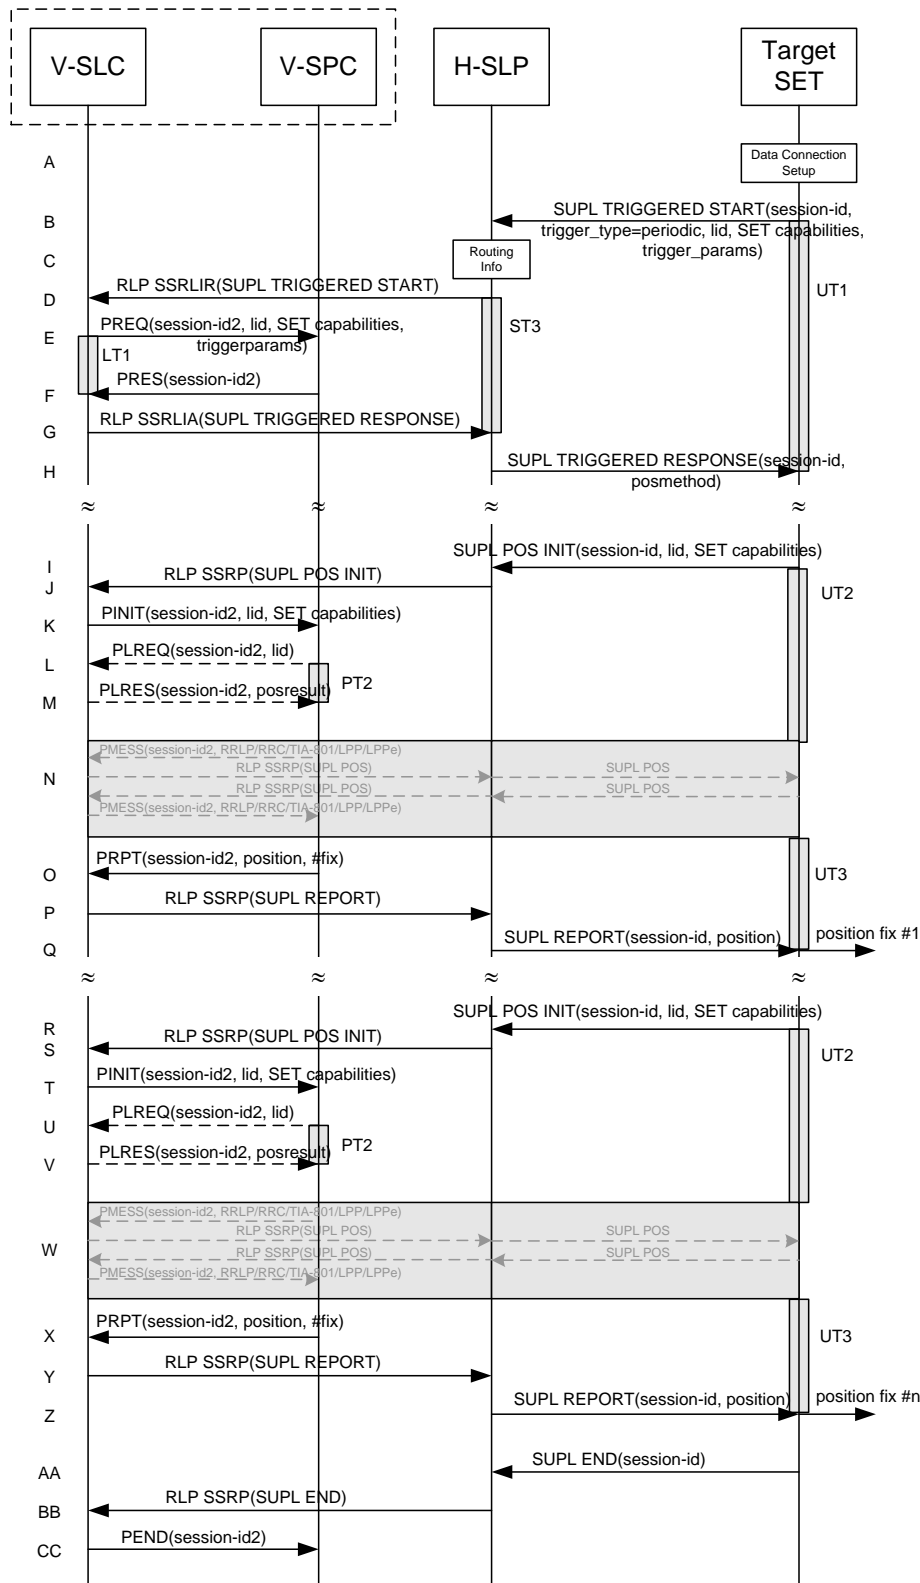 V-SLC
V-SPC
H-SLP
Target
SET
A
Data Connection
Setup
B
SUPL TRIGGERED START(session-id,
trigger_type=periodic, lid, SET capabilities,
trigger_params)
C
Routing
Info
D
RLP SSRLIR(SUPL TRIGGERED START)
UT1
E
PREQ(session-id2, lid, SET capabilities,
triggerparams)
LT1
ST3
F
PRES(session-id2)
G
RLP SSRLIA(SUPL TRIGGERED RESPONSE)
H
SUPL TRIGGERED RESPONSE(session-id,
posmethod)
≈ ≈ ≈ ≈
I
SUPL POS INIT(session-id, lid, SET capabilities)
J
RLP SSRP(SUPL POS INIT)
UT2
K
PINIT(session-id2, lid, SET capabilities)
L
PLREQ(session-id2, lid)
M
PLRES(session-id2, posresult)
PT2
N
PMESS(session-id2, RRLP/RRC/TIA-801/LPP/LPPe)
RLP SSRP(SUPL POS)
SUPL POS
RLP SSRP(SUPL POS)
SUPL POS
PMESS(session-id2, RRLP/RRC/TIA-801/LPP/LPPe)
O
PRPT(session-id2, position, #fix)
UT3
P
RLP SSRP(SUPL REPORT)
Q
SUPL REPORT(session-id, position)
position fix #1
≈ ≈ ≈ ≈
R
SUPL POS INIT(session-id, lid, SET capabilities)
S
RLP SSRP(SUPL POS INIT)
UT2
T
PINIT(session-id2, lid, SET capabilities)
U
PLREQ(session-id2, lid)
V
PLRES(session-id2, posresult)
PT2
W
PMESS(session-id2, RRLP/RRC/TIA-801/LPP/LPPe)
RLP SSRP(SUPL POS)
SUPL POS
RLP SSRP(SUPL POS)
SUPL POS
PMESS(session-id2, RRLP/RRC/TIA-801/LPP/LPPe)
X
PRPT(session-id2, position, #fix)
UT3
Y
RLP SSRP(SUPL REPORT)
Z
SUPL REPORT(session-id, position)
position fix #n
AA
SUPL END(session-id)
BB
RLP SSRP(SUPL END)
CC
PEND(session-id2)